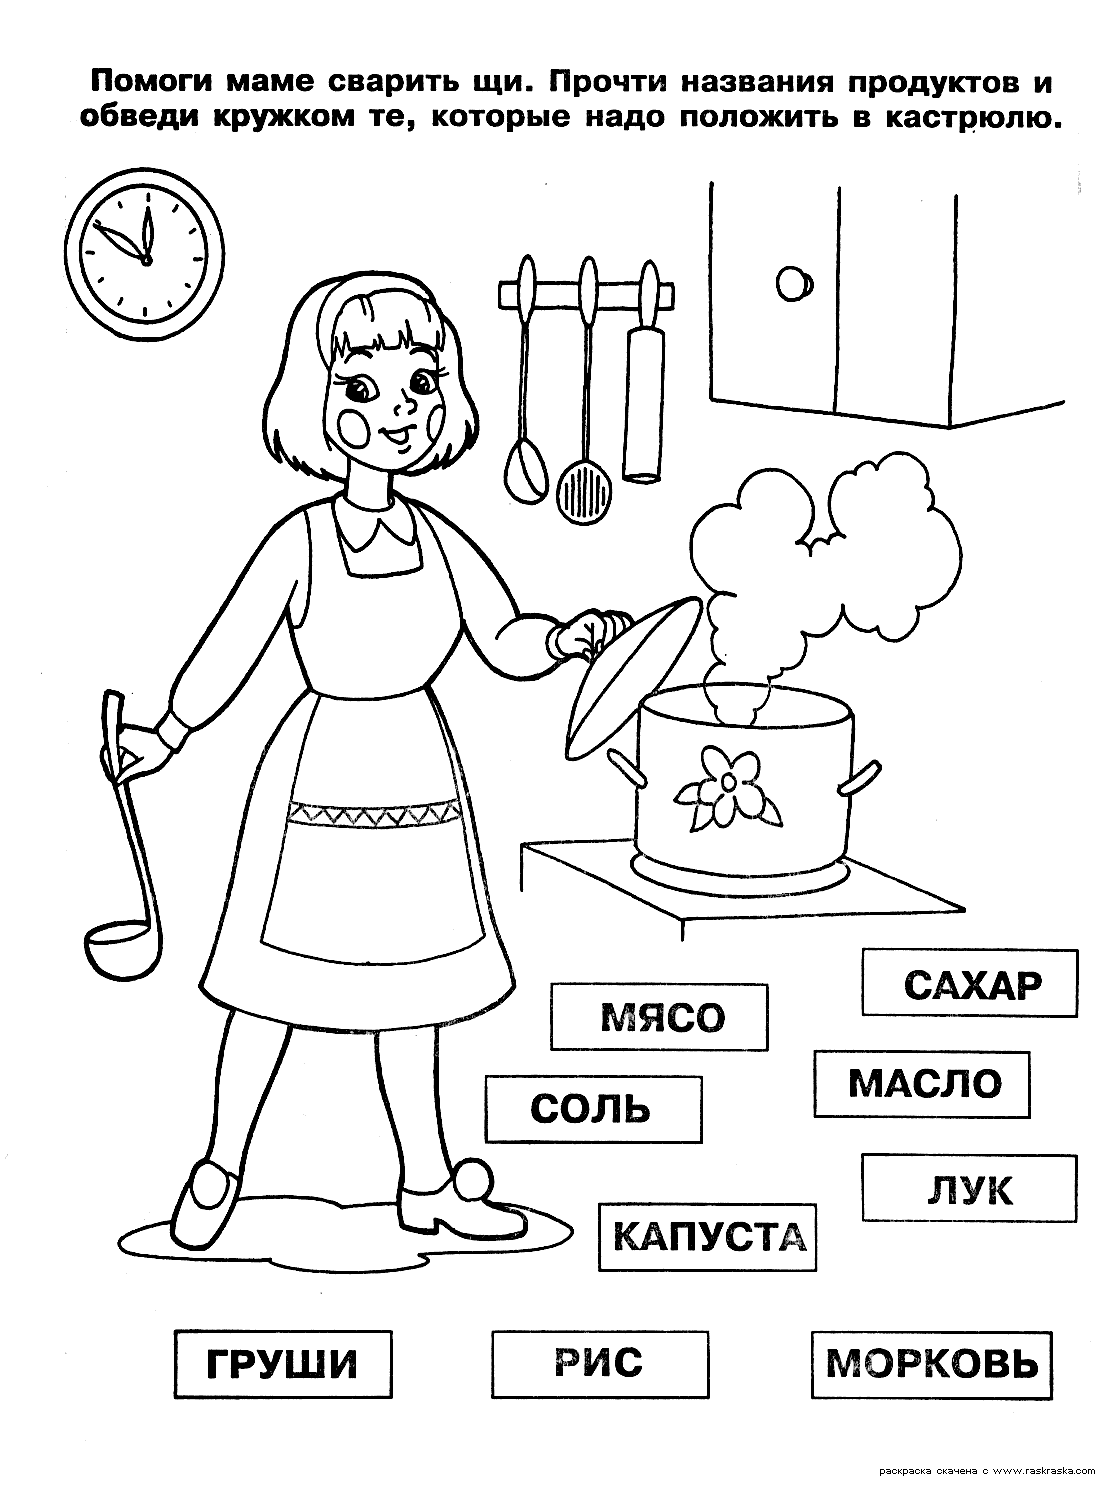 Помоги маме сварить щи. Прочти названия продуктов и
обведи кружком те, которые надо положить в кастрюлю.
САХАР
МЯСО
МАСЛО
СОЛЬ
ЛУК
КАПУСТА
ГРУШИ
РИС
МОРКОВЬ
раскраска скачена с www.raskraska.com